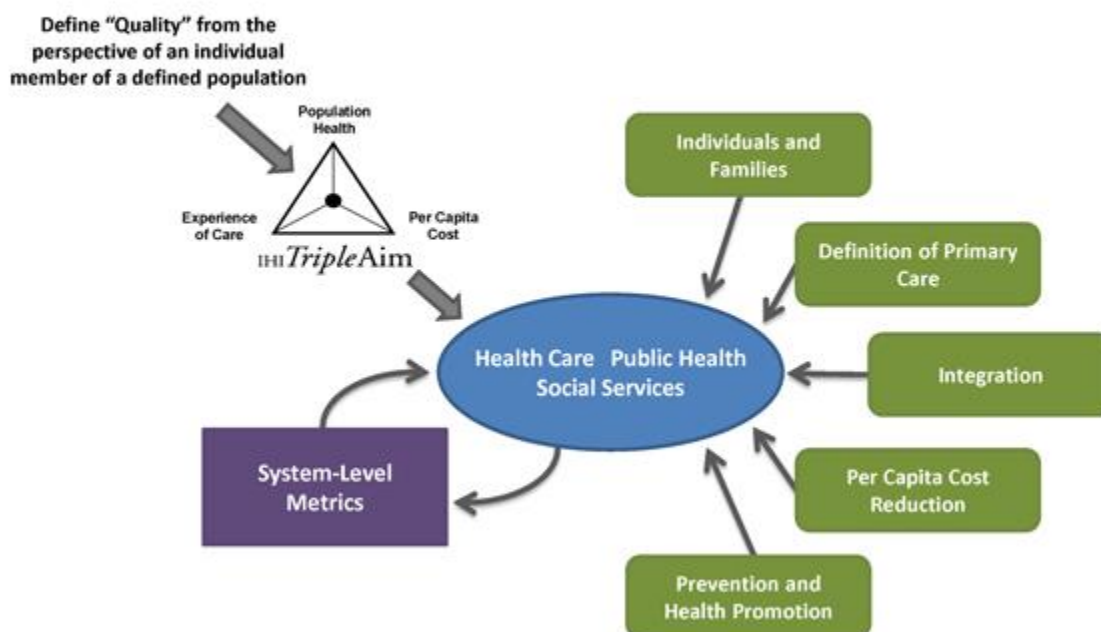 Define “Quality” from the
perspective of an individual
member of a defined population
Population
Health
Experience
of Care
Per Capita
Cost
IHI TripleAim
Health Care Public Health
Social Services
System-Level
Metrics
Individuals and
Families
Definition of Primary
Care
Integration
Per Capita Cost
Reduction
Prevention and
Health Promotion